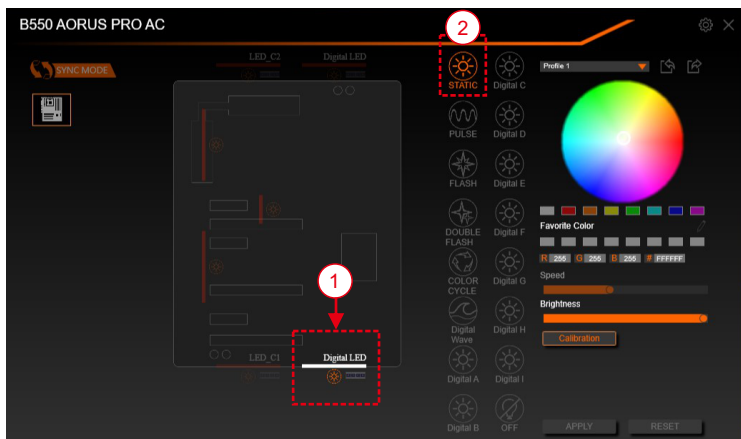 B550 AORUS PRO AC
2
SYNC MODE
LED_C2 Digital LED
STATIC Digital C
PULSE Digital D
FLASH Digital E
DOUBLE
FLASH
Digital F
COLOR
CYCLE
Digital G
Digital
Wave
Digital H
Digital A Digital I
Digital B OFF
1
LED_C1 Digital LED
Profile 1
Favorite Color
R 255 G 255 B 255 # FFFFFF
Speed
Brightness
Calibration
APPLY RESET